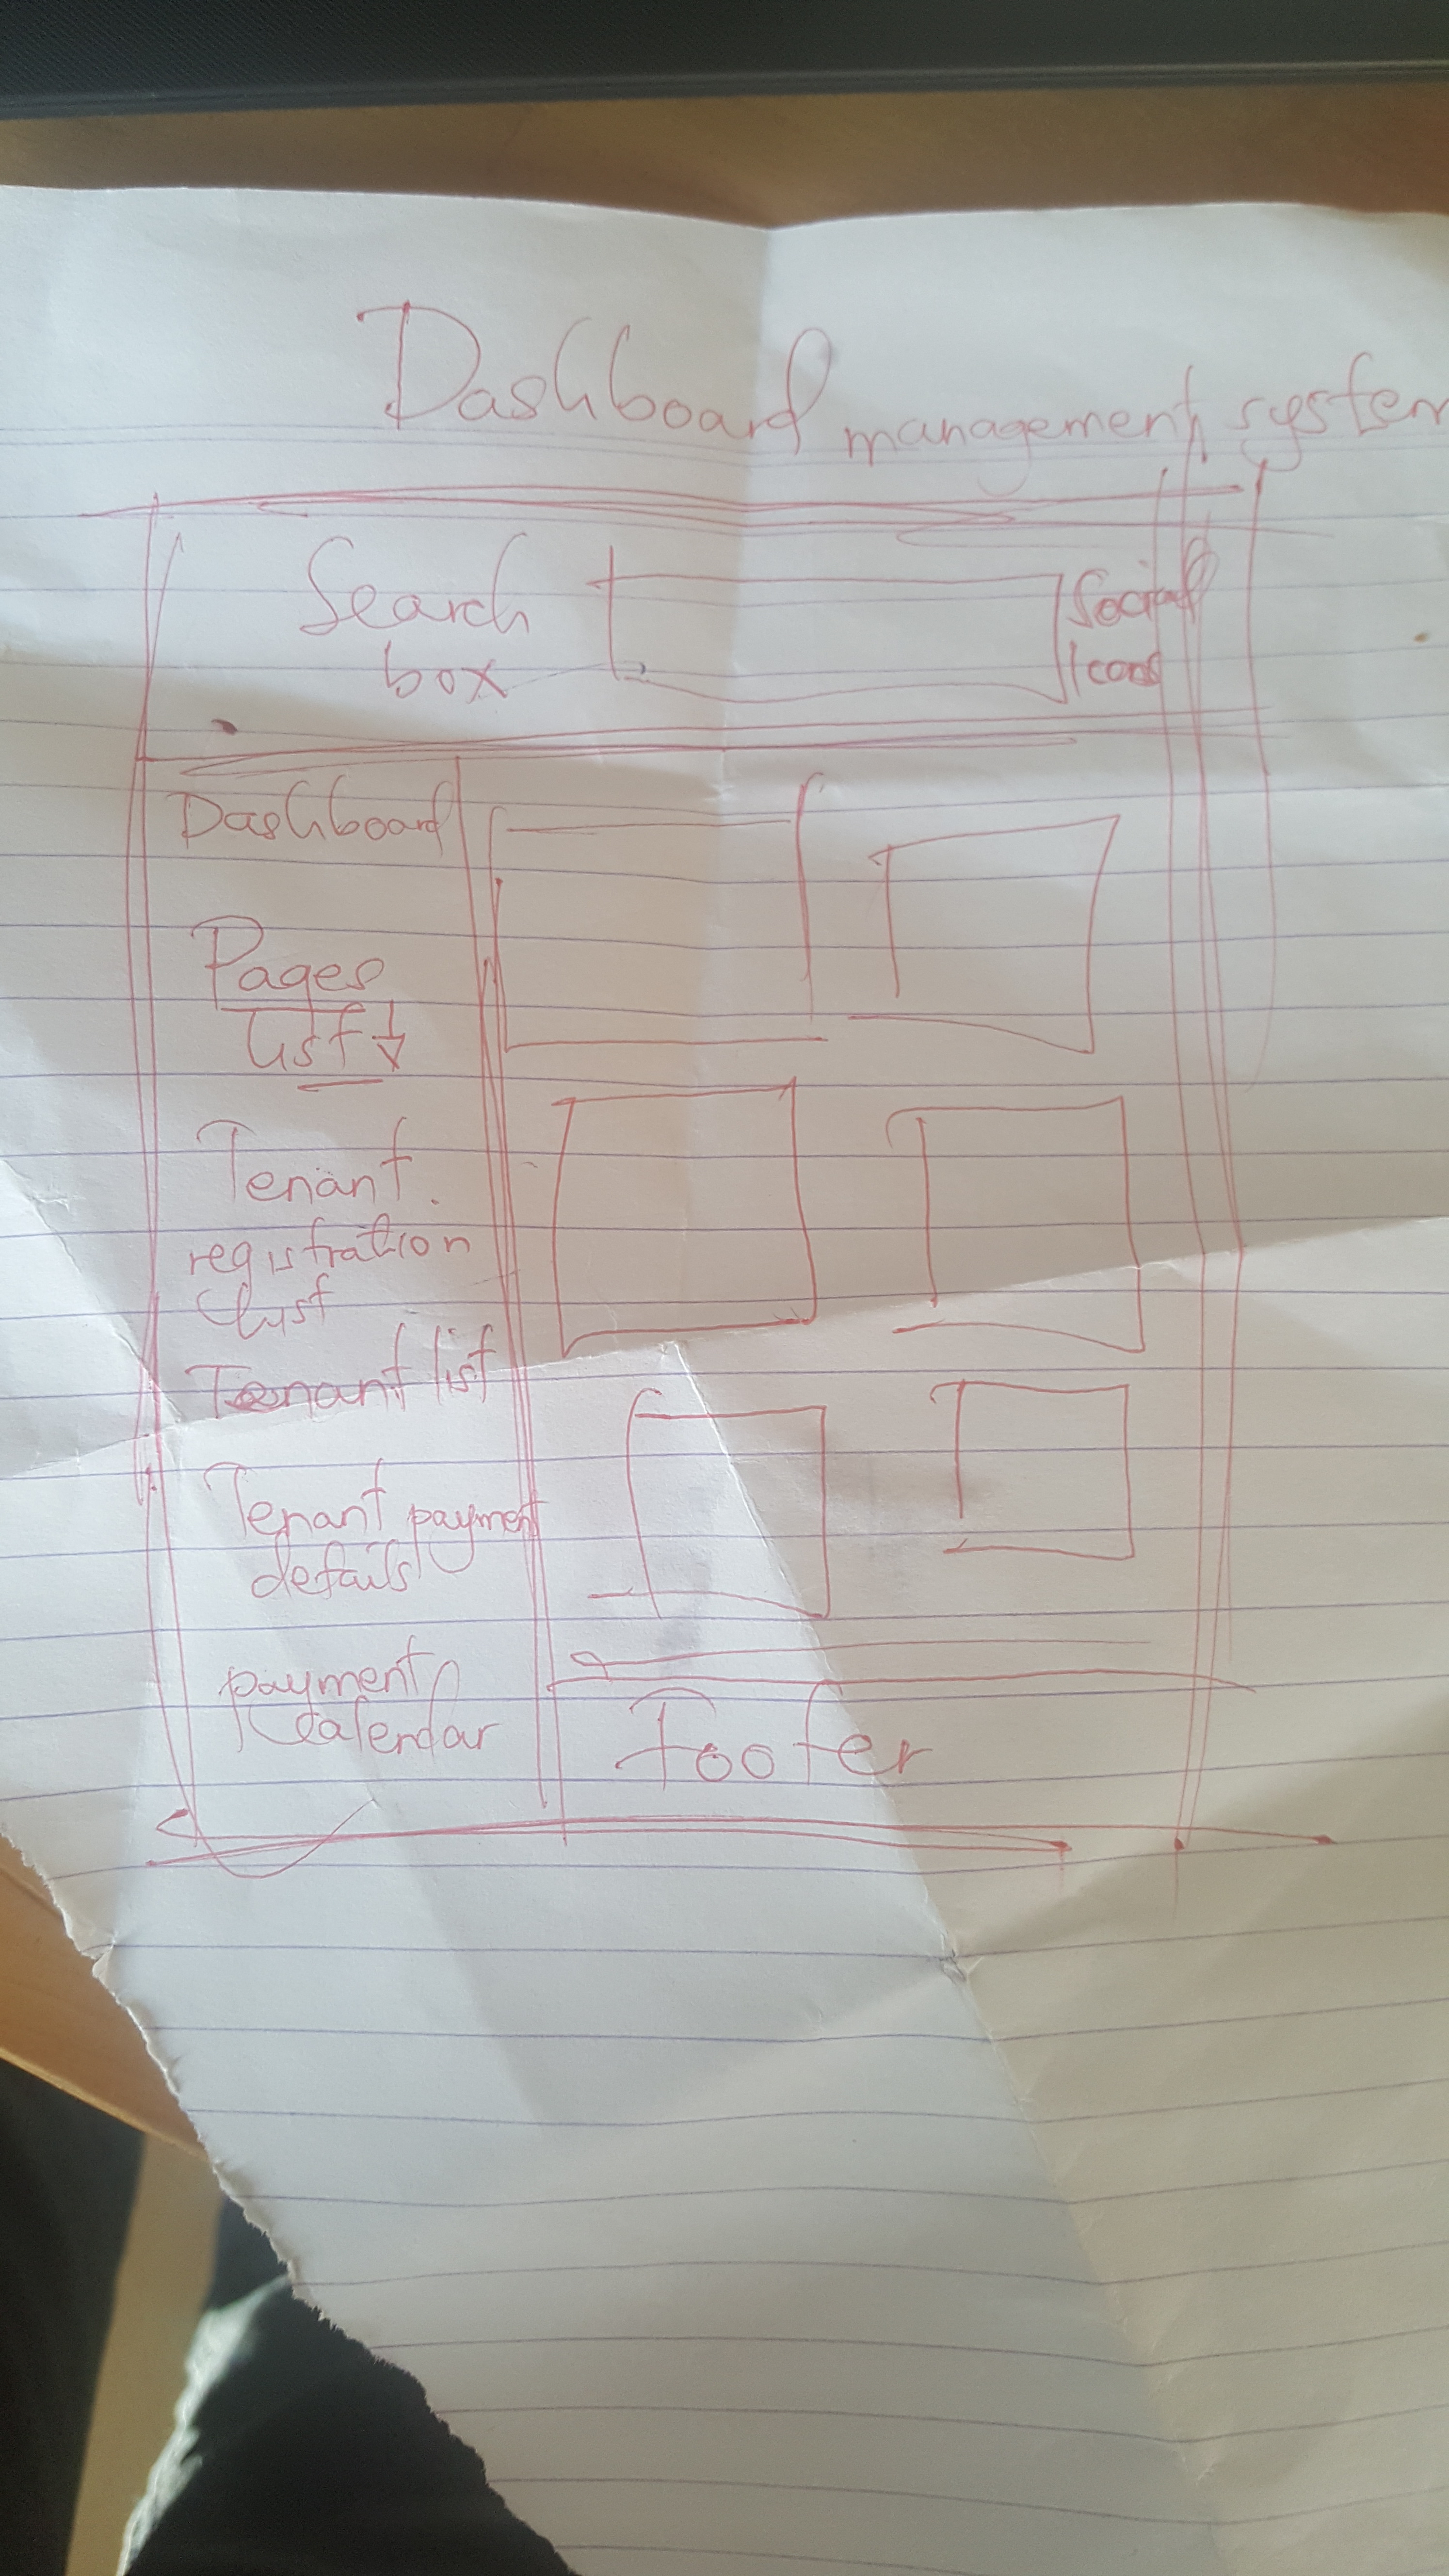 Dashboard management system
Search
box
Social
Icons
Dashboard
Pages
List
Tenant
registration
Tenant list
Tenant payment
details
payment
Calendar
Footer